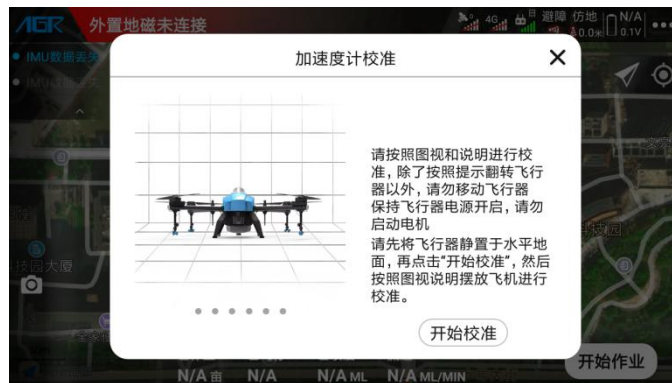 AGR 外置地磁未连接
4G 避障 仿地 N/A
0.0米 0.1V
IMU数据丢失
加速度计校准
请按照图视和说明进行校
准，除了按照提示翻转飞行
器以外，请勿移动飞行器
保持飞行器电源开启，请勿
启动电机
请先将飞行器静置于水平地
面，再点击“开始校准”，然后
按照图视说明摆放飞机进行
校准。
开始校准
技园大厦
开始作业
N/A 亩 N/A N/A ML N/A ML/MIN